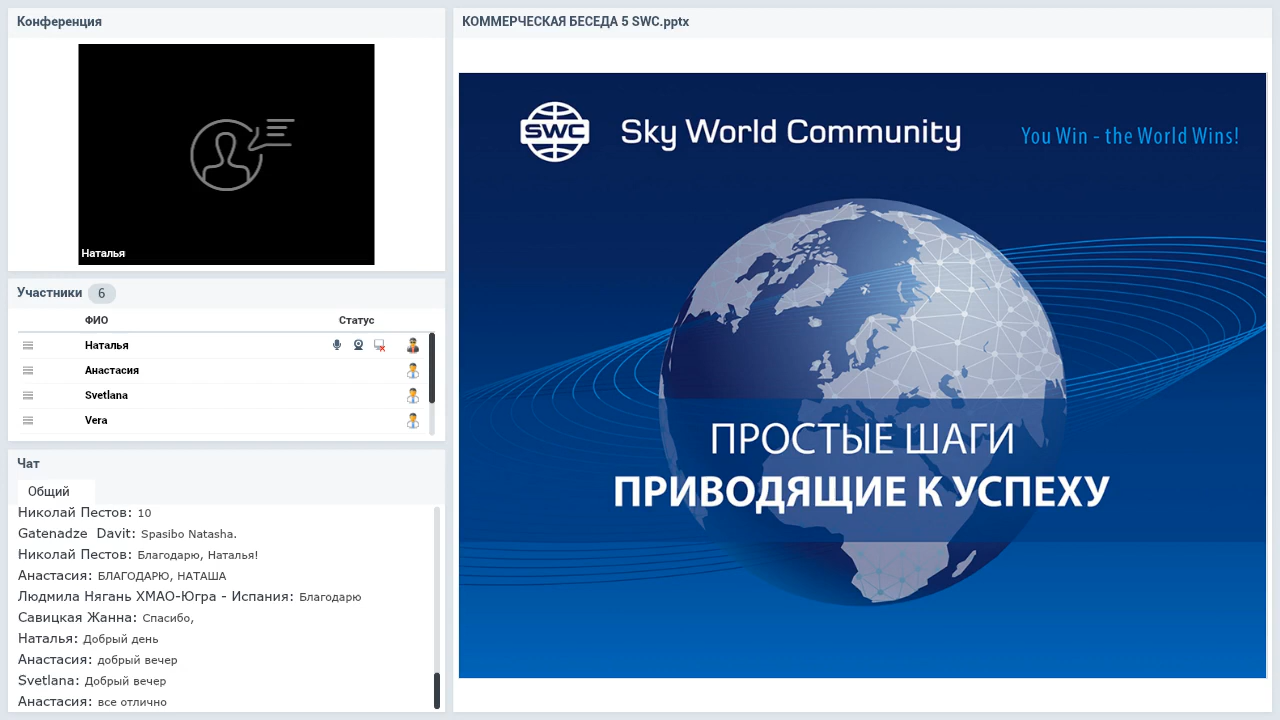 Конференция
Наталья
Участники 6
ФИО Статус
Наталья
Анастасия
Svetlana
Vera
Чат
Общий
Николай Пестов: 10
Gatenadze Davit: Spasibo Natasha.
Николай Пестов: Благодарю, Наталья!
Анастасия: БЛАГОДАРЮ, НАТАША
Людмила Нягань ХМАО-Югра - Испания: Благодарю
Савицкая Жанна: Спасибо,
Наталья: Добрый день
Анастасия: добрый вечер
Svetlana: Добрый вечер
Анастасия: все отлично
КОММЕРЧЕСКАЯ БЕСЕДА 5 SWC.pptx
SWC Sky World Community
You Win - the World Wins!
ПРОСТЫЕ ШАГИ
ПРИВОДЯЩИЕ К УСПЕХУ